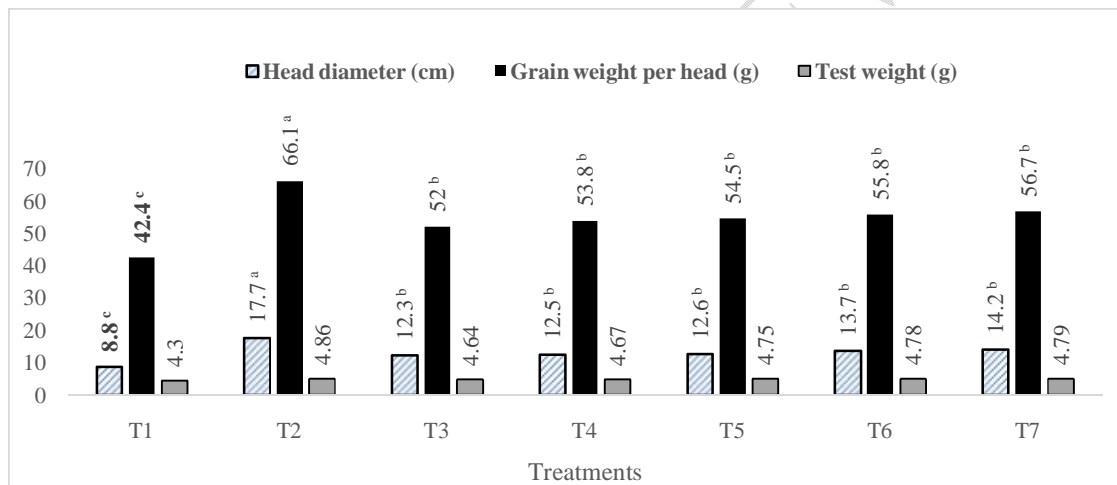 Head diameter (cm) Grain weight per head (g) Test weight (g)
70
60
50
40
30
20
10
0
8.8 c
42.4 c
4.3
17.7 a
66.1 a
4.86
12.3 b
52 b
4.64
12.5 b
53.8 b
4.67
12.6 b
54.5 b
4.75
13.7 b
55.8 b
4.78
14.2 b
56.7 b
4.79
T1 T2 T3 T4 T5 T6 T7
Treatments